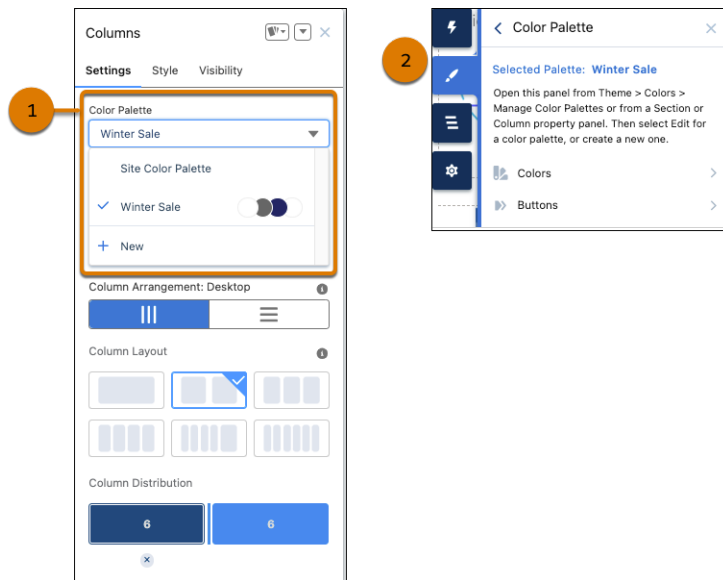 Columns
Settings Style Visibility
1
Color Palette
Winter Sale
Site Color Palette
Winter Sale
+ New
Column Arrangement: Desktop
Column Layout
Column Distribution
6 6
2
Color Palette
Selected Palette: Winter Sale
Open this panel from Theme > Colors >
Manage Color Palettes or from a Section or
Column property panel. Then select Edit for
a color palette, or create a new one.
Colors
Buttons